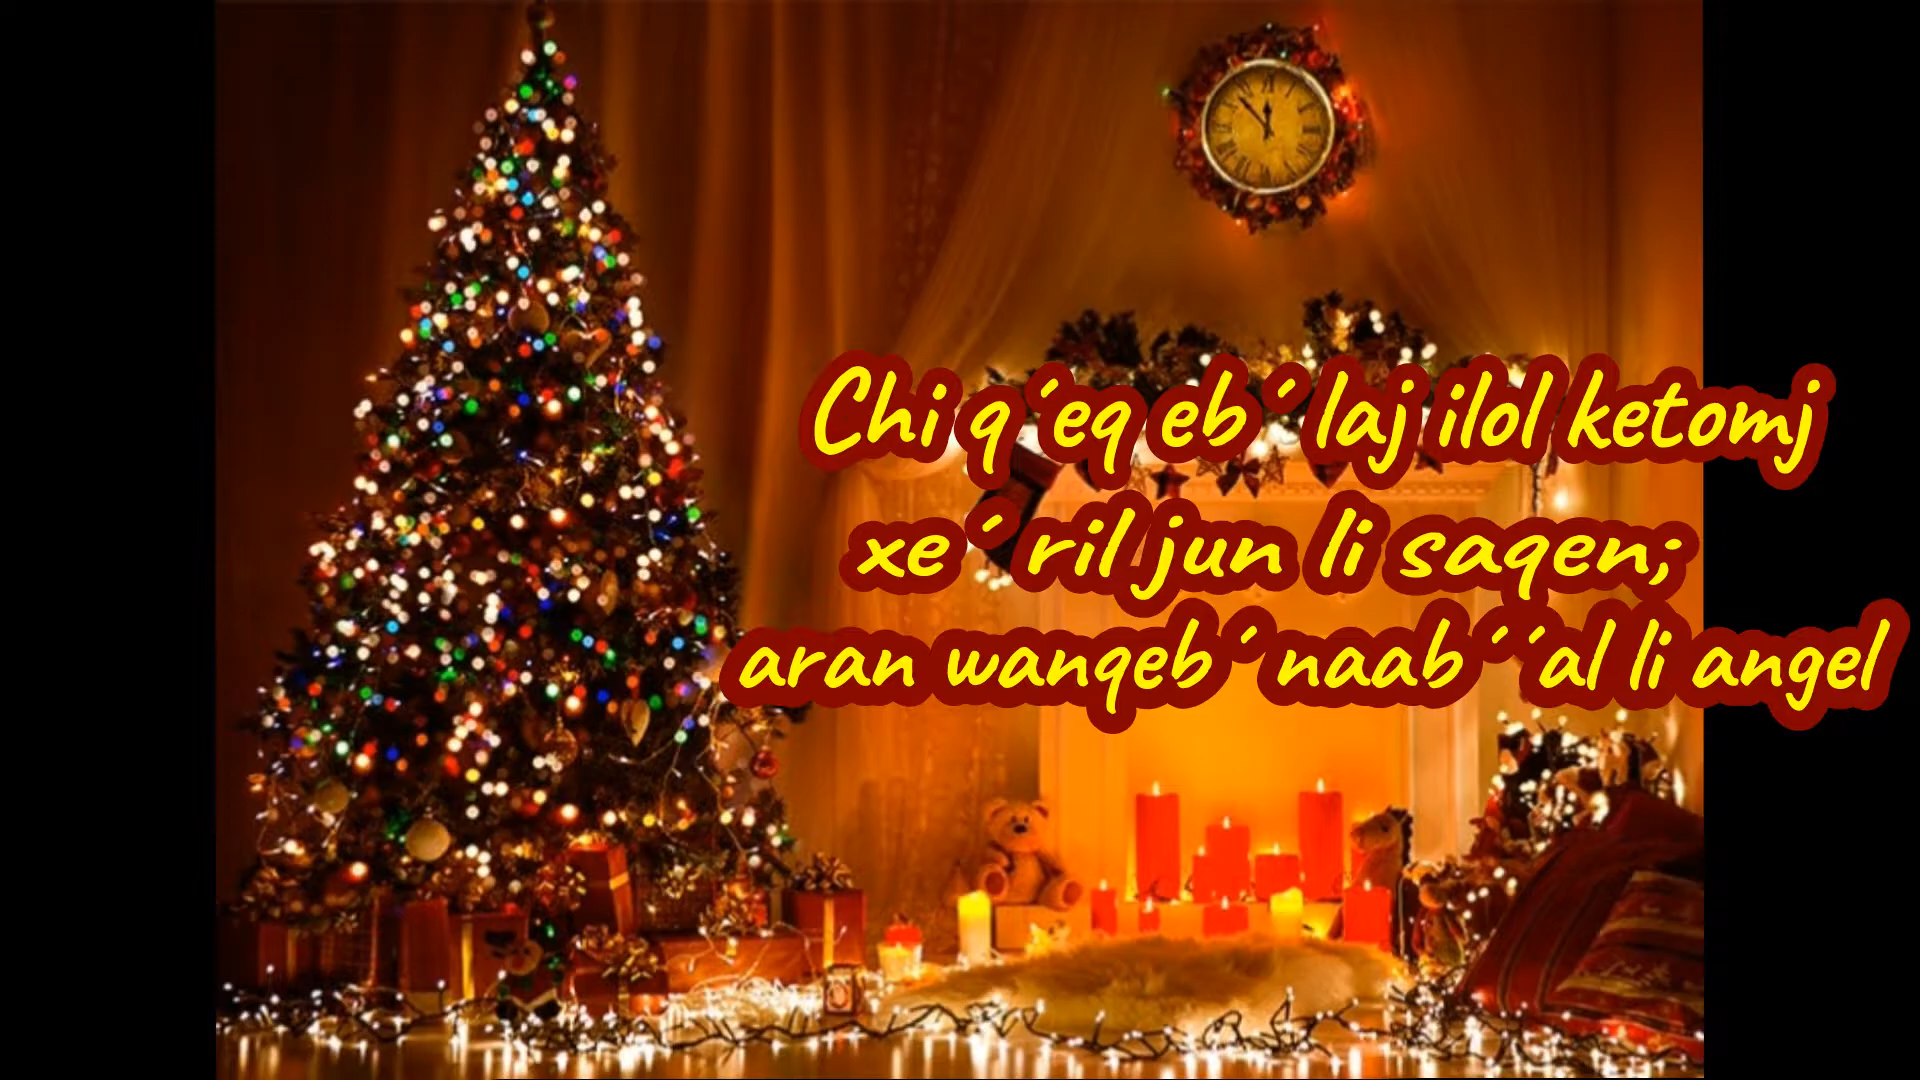 Chi q´eq eb´ laj ilol ketomj
xe´ ril jun li saqen;
aran wanqeb´ naab´´al li angel